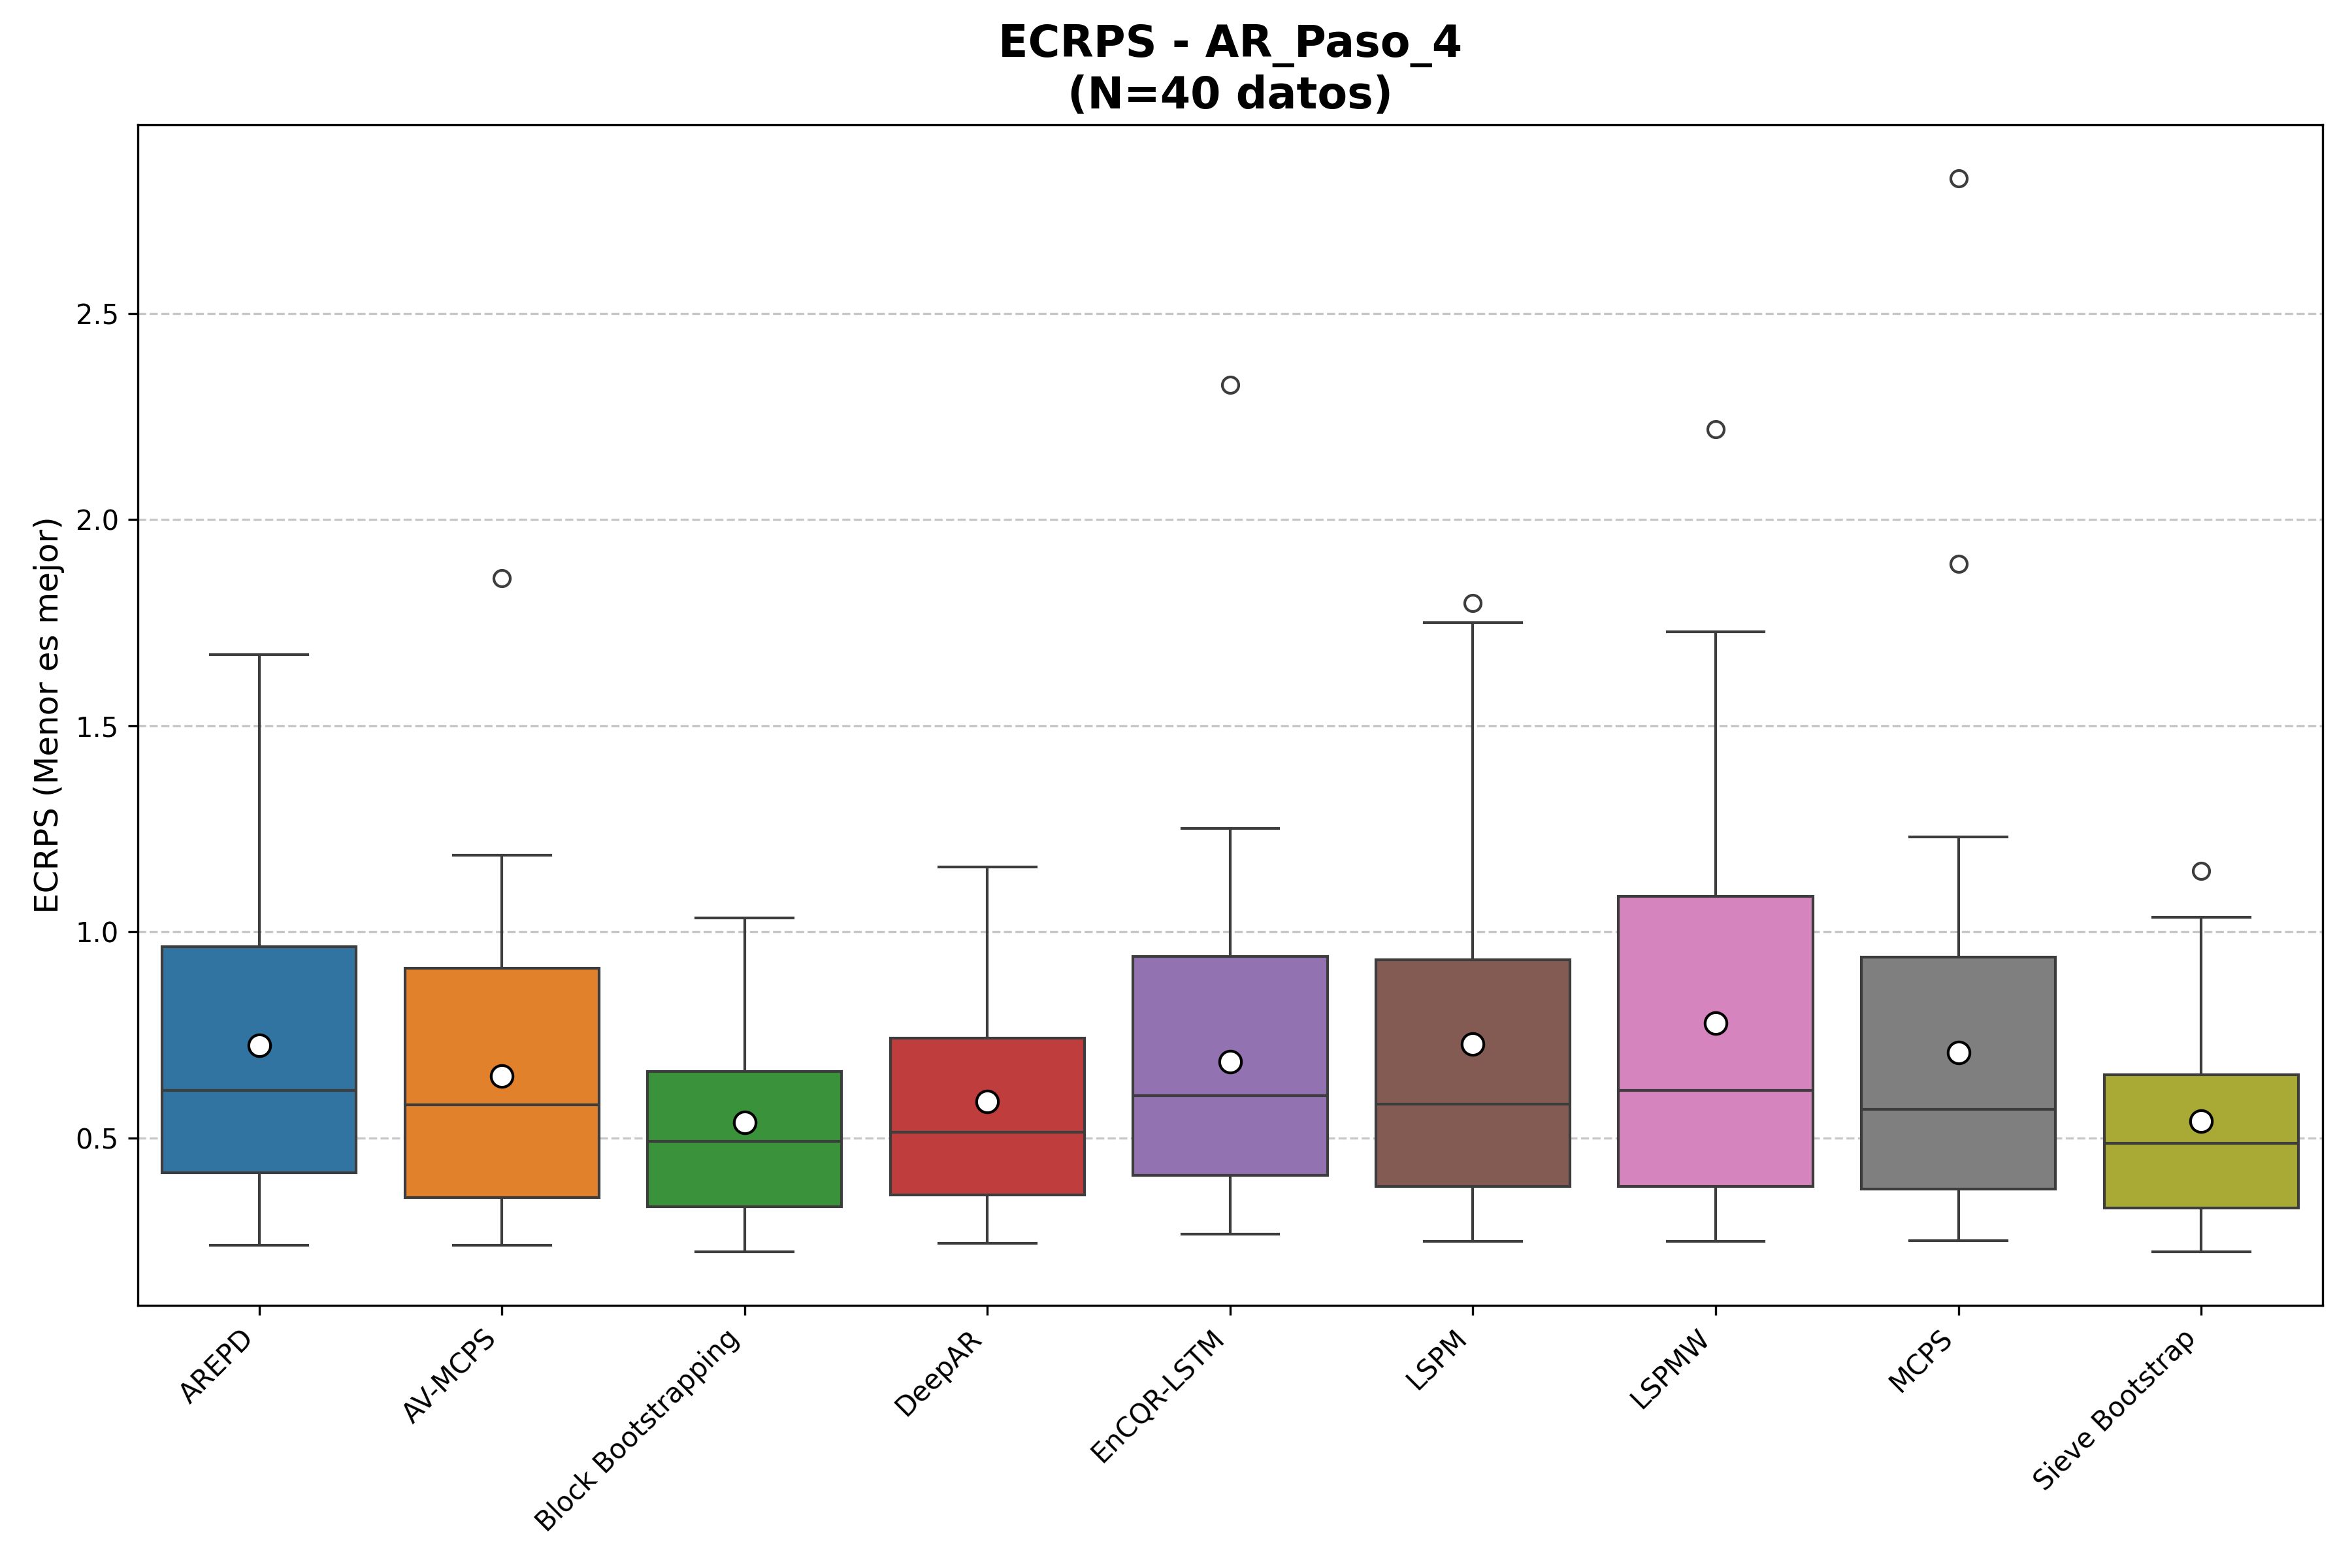 ECRPS - AR_Paso_4
(N=40 datos)
ECRPS (Menor es mejor)
2.5
2.0
1.5
1.0
0.5
AREPD
AV-MCPS
Block Bootstrapping
DeepAR
EnCQR-LSTM
LSPM
LSPMW
MCPS
Sieve Bootstrap